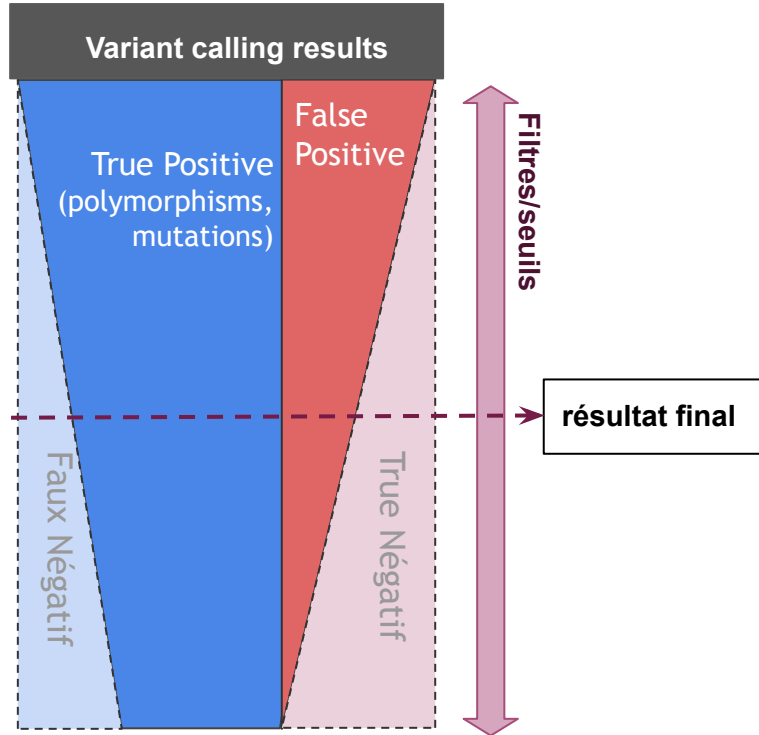 Variant calling results
False
Positive
True Positive
(polymorphisms,
mutations)
Filtres/seuils
résultat final
Faux Négatif
True Négatif